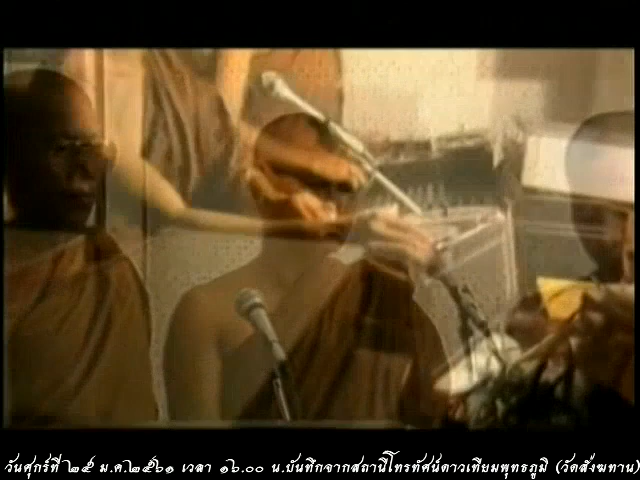 วันศุกร์ที่ ๒๕ ม.ค.๒๕๖๑ เวลา ๑๖.๐๐ น.บันทึกจากสถานีโทรทัศน์ดาวเทียมพุทธภูมิ (วัดสังฆทาน)